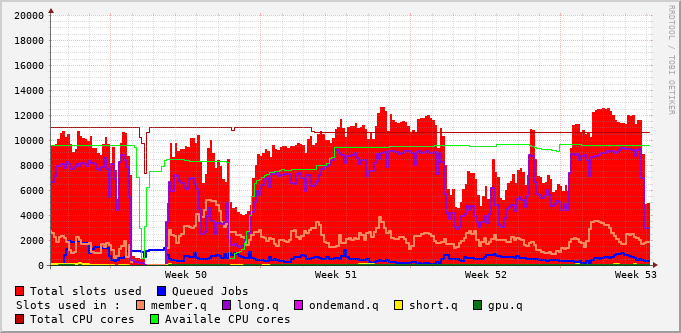 20000
18000
16000
14000
12000
10000
8000
6000
4000
2000
0
Week 50 Week 51 Week 52 Week 53
RRDTOOL / TOBI OETIKER
Total slots used Queued Jobs
Slots used in : member.q long.q ondemand.q short.q gpu.q
Total CPU cores Availale CPU cores